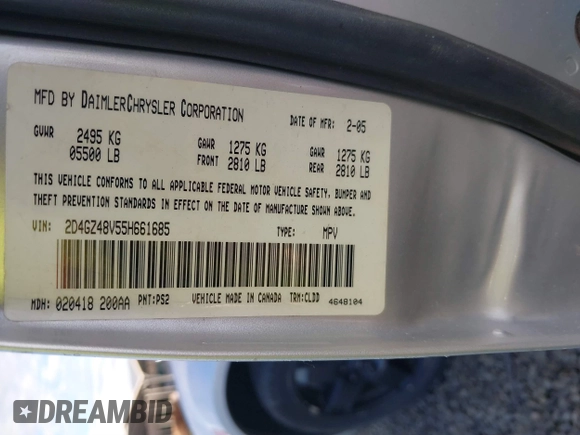 MFD BY DAIMLERCHRYSLER CORPORATION DATE OF MFR: 2-05
GVWR 2495 KG 05500 LB GAWR FRONT 1275 KG 2810 LB GAWR REAR 1275 KG 2810 LB
THIS VEHICLE CONFORMS TO ALL APPLICABLE FEDERAL MOTOR VEHICLE SAFETY, BUMPER AND
THEFT PREVENTION STANDARDS IN EFFECT ON THE DATE OF MANUFACTURE SHOWN ABOVE.
VIN: 2D4GZ48V55H661685 TYPE: MPV
MDH: 020418 200AA PNT:PS2 VEHICLE MADE IN CANADA TRM:CLDD 4648104
DREAMBID